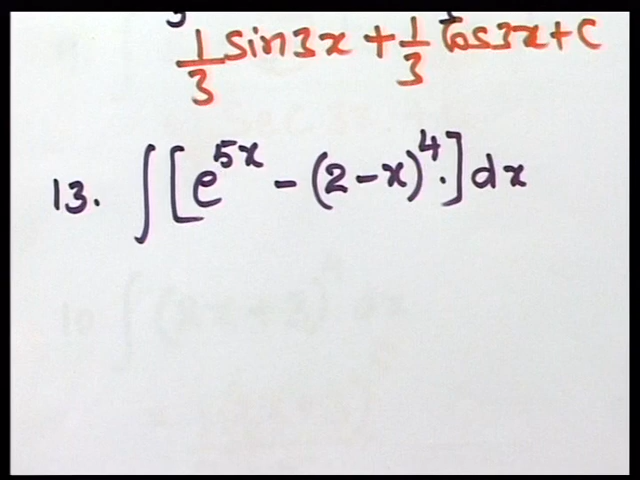 1/3 sin3x + 1/3 cos3x + c
13. ∫[e^5x - (2-x)^4.]dx